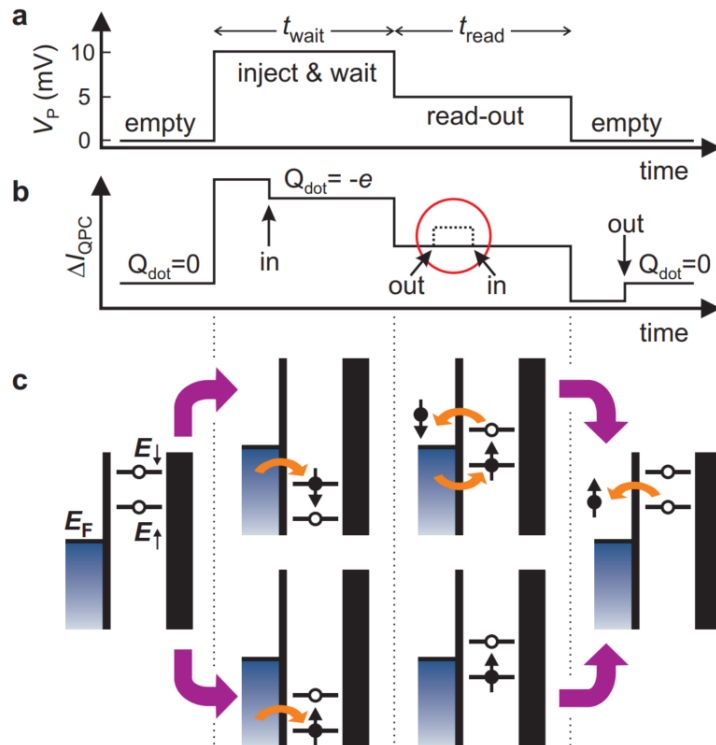 a
t_wait
t_read
V_P (mV)
10
5
0
empty
inject & wait
read-out
empty
time
b
ΔI_QPC
Q_dot=0
Q_dot= -e
in
out
in
out
Q_dot=0
time
c
E↓
E_F
E↑